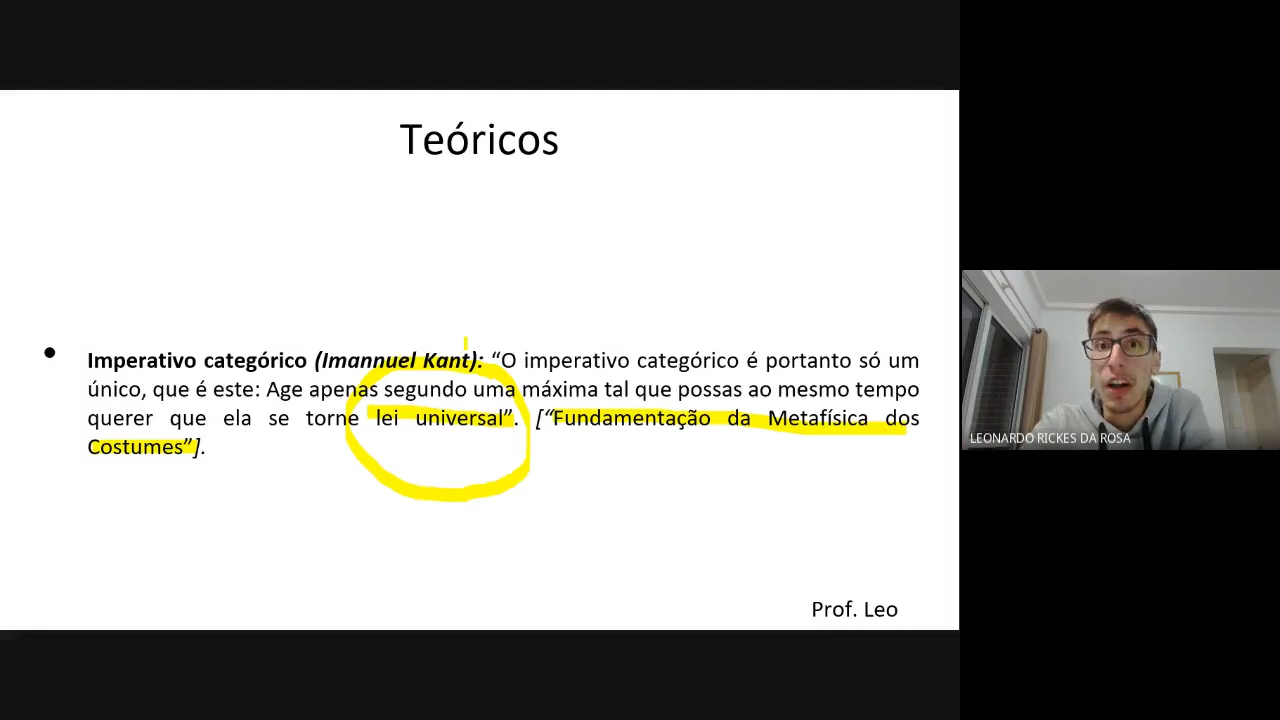 Teóricos
• Imperativo categórico (Imannuel Kant): “O imperativo categórico é portanto só um
único, que é este: Age apenas segundo uma máxima tal que possas ao mesmo tempo
querer que ela se torne lei universal”. [“Fundamentação da Metafísica dos
Costumes”].
LEONARDO RICKES DA ROSA
Prof. Leo